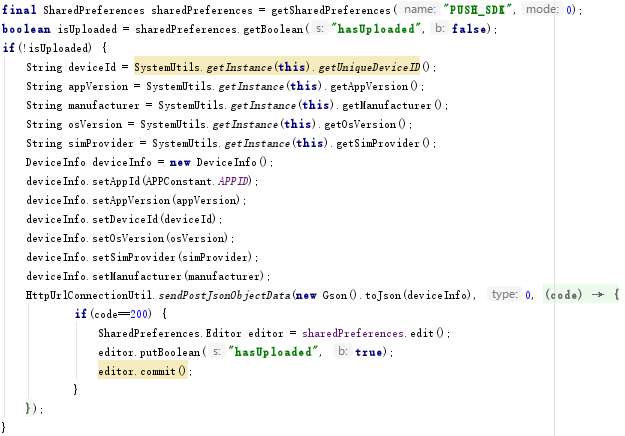 final SharedPreferences sharedPreferences = getSharedPreferences( name: "PUSH_SDK", mode: 0);
boolean isUploaded = sharedPreferences.getBoolean( s: "hasUploaded", b: false);
if(!isUploaded) {
String deviceId = SystemUtils.getInstance(this).getUniqueDeviceID();
String appVersion = SystemUtils.getInstance(this).getAppVersion();
String manufacturer = SystemUtils.getInstance(this).getManufacturer();
String osVersion = SystemUtils.getInstance(this).getOsVersion();
String simProvider = SystemUtils.getInstance(this).getSimProvider();
DeviceInfo deviceInfo = new DeviceInfo();
deviceInfo.setAppId(APPConstant.APPID);
deviceInfo.setAppVersion(appVersion);
deviceInfo.setDeviceId(deviceId);
deviceInfo.setOsVersion(osVersion);
deviceInfo.setSimProvider(simProvider);
deviceInfo.setManufacturer(manufacturer);
HttpUrlConnectionUtil.sendPostJsonObjectData(new Gson().toJson(deviceInfo), type: 0, (code) → {
if(code==200) {
SharedPreferences.Editor editor = sharedPreferences.edit();
editor.putBoolean( s: "hasUploaded", b: true);
editor.commit();
}
});
}